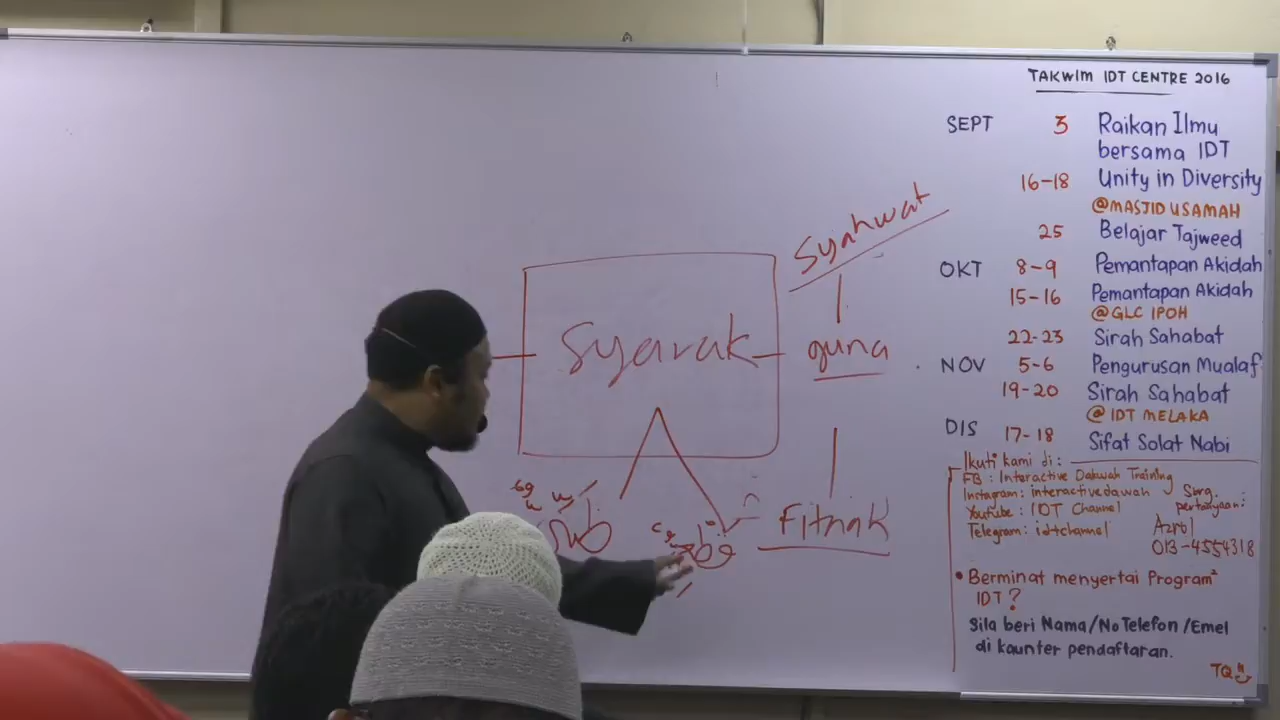 Syahwat
Syarak
guna
Fitnah
TAKWIM IDT CENTRE 2016
SEPT 3 Raikan Ilmu
bersama IDT
16-18 Unity in Diversity
@MASJID USAMAH
25 Belajar Tajweed
OKT 8-9 Pemantapan Akidah
15-16 Pemantapan Akidah
@GLC IPOH
22-23 Sirah Sahabat
NOV 5-6 Pengurusan Mualaf
19-20 Sirah Sahabat
@IDT MELAKA
DIS 17-18 Sifat Solat Nabi
Ikuti kami di:
FB : Interactive Dakwah Training
Instagram: interactivedawah
Youtube : IDT Channel
Telegram: idtchannel
pertanyaan:
Azrol
013-4554318
• Berminat menyertai Program²
IDT?
Sila beri Nama/No Telefon/Emel
di kaunter pendaftaran.
TQ